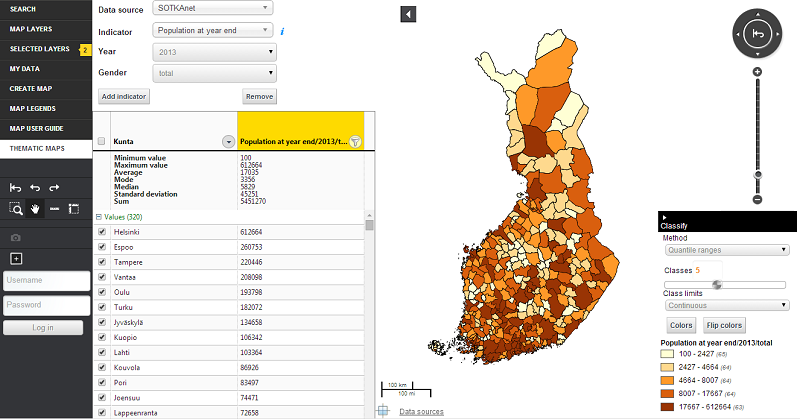 SEARCH
MAP LAYERS
SELECTED LAYERS 2
MY DATA
CREATE MAP
MAP LEGENDS
MAP USER GUIDE
THEMATIC MAPS
Username
Password
Log in
Data source SOTKAnet
Indicator Population at year end i
Year 2013
Gender total
Add indicator Remove
Kunta Population at year end/2013/t...
Minimum value 100
Maximum value 612664
Average 17035
Mode 3356
Median 5829
Standard deviation 45251
Sum 5451270
Values (320)
Helsinki 612664
Espoo 260753
Tampere 220446
Vantaa 208098
Oulu 193798
Turku 182072
Jyväskylä 134658
Kuopio 106342
Lahti 103364
Kouvola 86926
Pori 83497
Joensuu 74471
Lappeenranta 72658
100 km
100 mi
Data sources
Classify
Method
Quantile ranges
Classes 5
Class limits
Continuous
Colors Flip colors
Population at year end/2013/total
100 - 2427 (65)
2427 - 4664 (64)
4664 - 8007 (64)
8007 - 17667 (64)
17667 - 612664 (63)